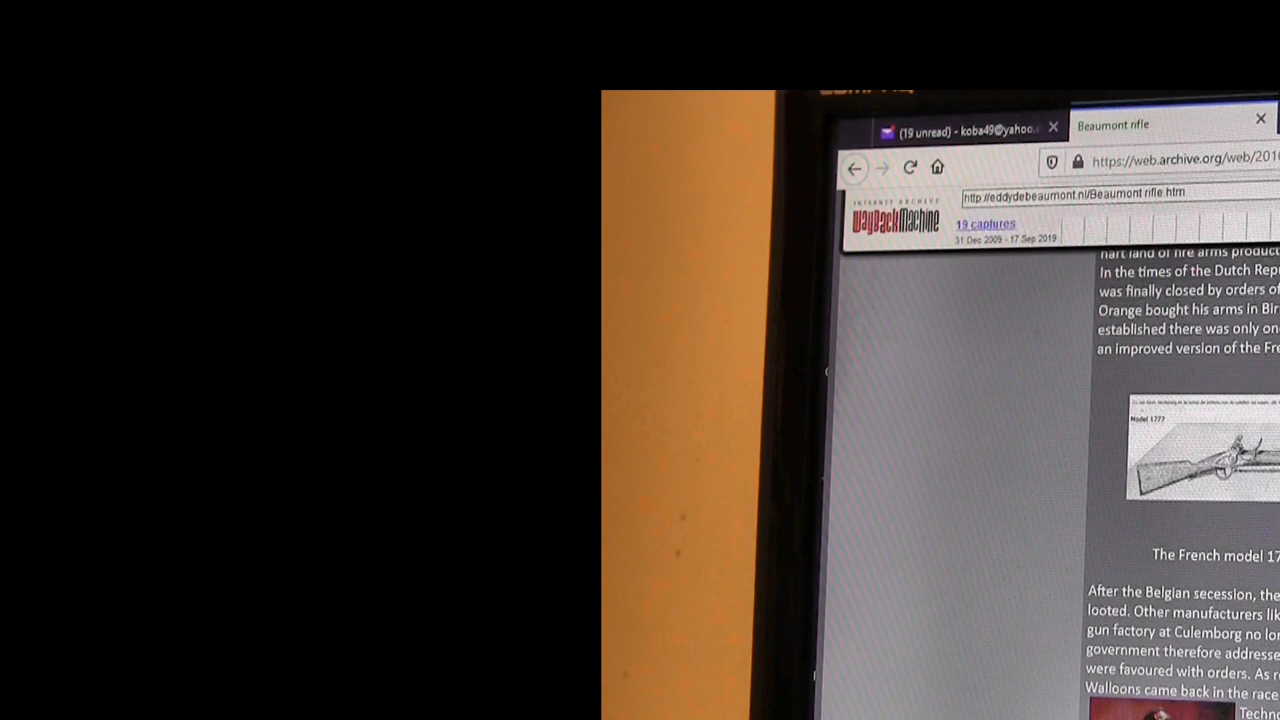 (19 unread) - koba49@yahoo.c
Beaumont rifle
https://web.archive.org/web/2010
INTERNET ARCHIVE
WayBackMachine
http://eddydebeaumont.nl/Beaumont rifle.htm
19 captures
31 Dec 2009 - 17 Sep 2019
hart land of fire arms product
In the times of the Dutch Rep
was finally closed by orders of
Orange bought his arms in Bir
established there was only on
an improved version of the Fre
Model 1777
The French model 17
After the Belgian secession, the
looted. Other manufacturers lik
gun factory at Culemborg no lon
government therefore addresse
were favoured with orders. As r
Walloons came back in the race
Techno